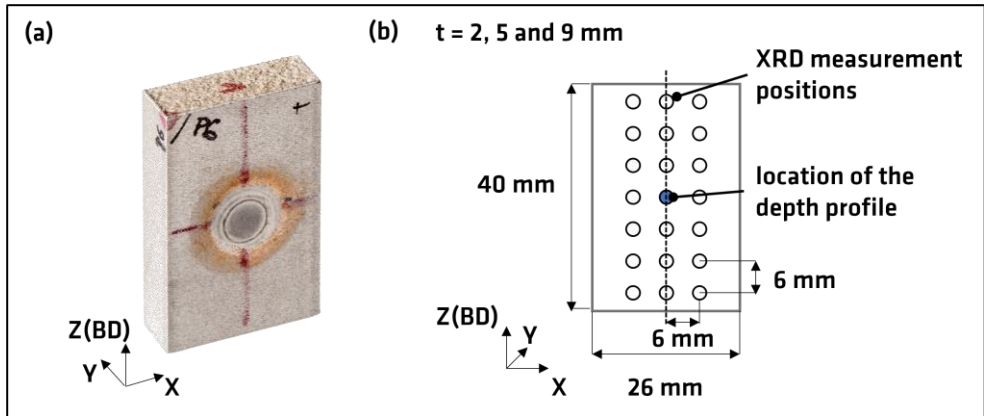 (a)
P6
+
Z(BD)
Y
X
(b)
t = 2, 5 and 9 mm
XRD measurement
positions
40 mm
location of the
depth profile
6 mm
Z(BD)
Y
X
6 mm
26 mm